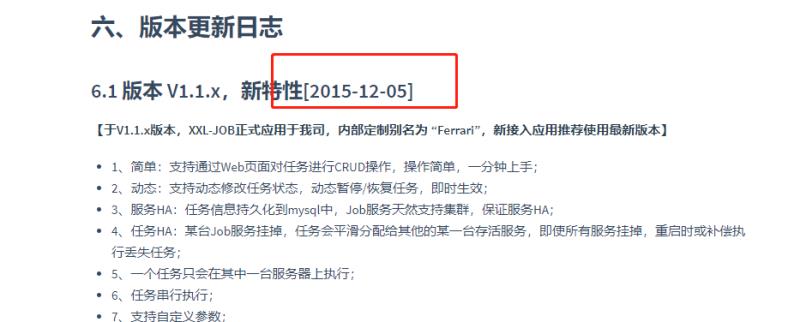 六、版本更新日志
6.1 版本 V1.1.x，新特性[2015-12-05]
【于V1.1.x版本，XXL-JOB正式应用于我司，内部定制别名为 “Ferrari”，新接入应用推荐使用最新版本】
• 1、简单：支持通过Web页面对任务进行CRUD操作，操作简单，一分钟上手；
• 2、动态：支持动态修改任务状态，动态暂停/恢复任务，即时生效；
• 3、服务HA：任务信息持久化到mysql中，Job服务天然支持集群，保证服务HA；
• 4、任务HA：某台Job服务挂掉，任务会平滑分配给其他的某一台存活服务，即使所有服务挂掉，重启时或补偿执
行丢失任务；
• 5、一个任务只会在其中一台服务器上执行；
• 6、任务串行执行；
• 7、支持自定义参数；